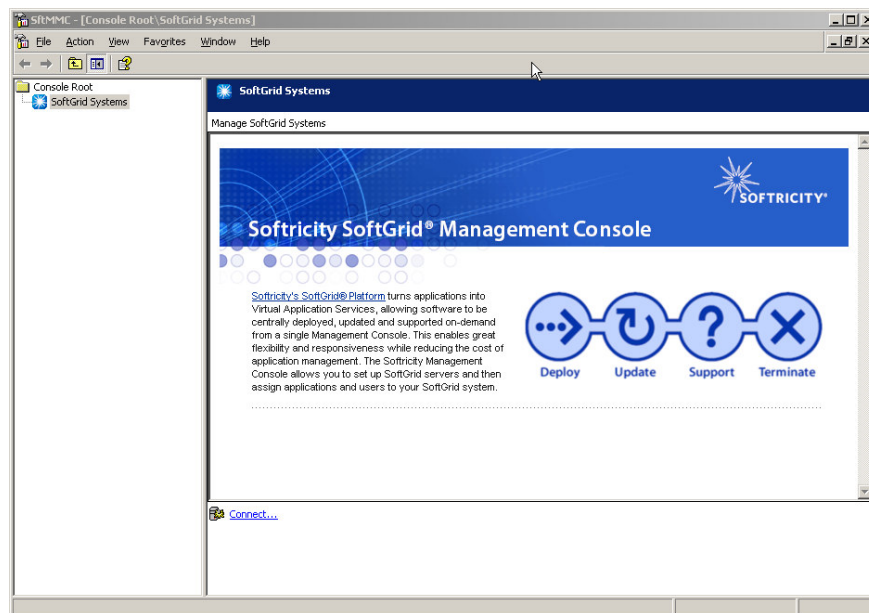 SftMMC - [Console Root\SoftGrid Systems]
File Action View Favorites Window Help
Console Root
SoftGrid Systems
SoftGrid Systems
Manage SoftGrid Systems
SOFTRICITY®
Softricity SoftGrid® Management Console
Softricity's SoftGrid® Platform turns applications into
Virtual Application Services, allowing software to be
centrally deployed, updated and supported on-demand
from a single Management Console. This enables great
flexibility and responsiveness while reducing the cost of
application management. The Softricity Management
Console allows you to set up SoftGrid servers and then
assign applications and users to your SoftGrid system.
Deploy Update Support Terminate
Connect...